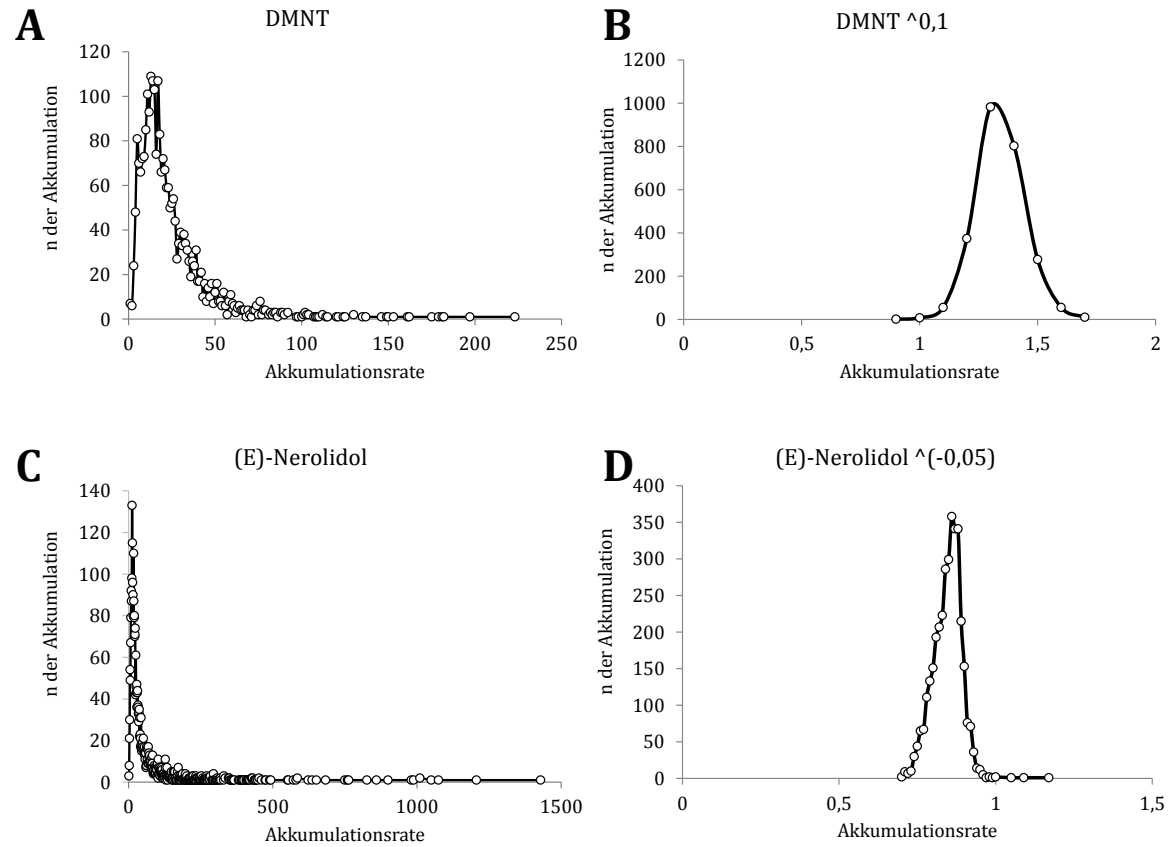 A
DMNT
n der Akkumulation
120
100
80
60
40
20
0
0 50 100 150 200 250
Akkumulationsrate
B
DMNT ^0,1
n der Akkumulation
1200
1000
800
600
400
200
0
0 0,5 1 1,5 2
Akkumulationsrate
C
(E)-Nerolidol
n der Akkumulation
140
120
100
80
60
40
20
0
0 500 1000 1500
Akkumulationsrate
D
(E)-Nerolidol ^(-0,05)
n der Akkumulation
400
350
300
250
200
150
100
50
0
0 0,5 1 1,5
Akkumulationsrate